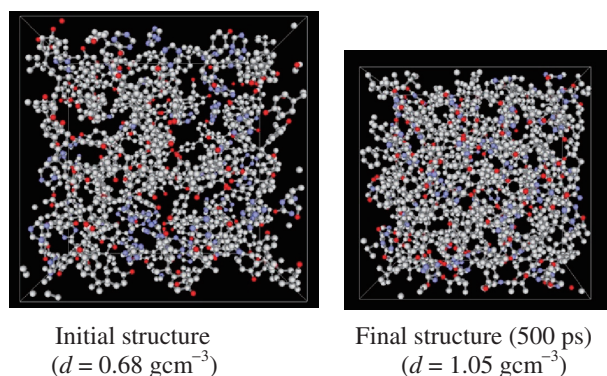 Initial structure
(d = 0.68 gcm⁻³)
Final structure (500 ps)
(d = 1.05 gcm⁻³)